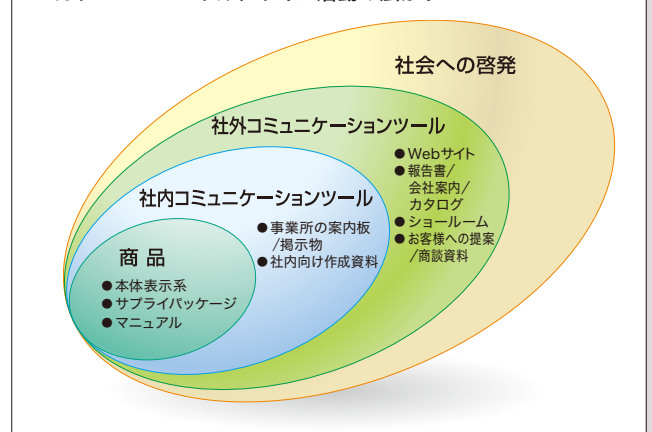 社会への啓発
社外コミュニケーションツール
●Webサイト
●報告書/
会社案内/
カタログ
●ショールーム
●お客様への提案
/商談資料
社内コミュニケーションツール
●事業所の案内板
/掲示物
●社内向け作成資料
商品
●本体表示系
●サプライパッケージ
●マニュアル